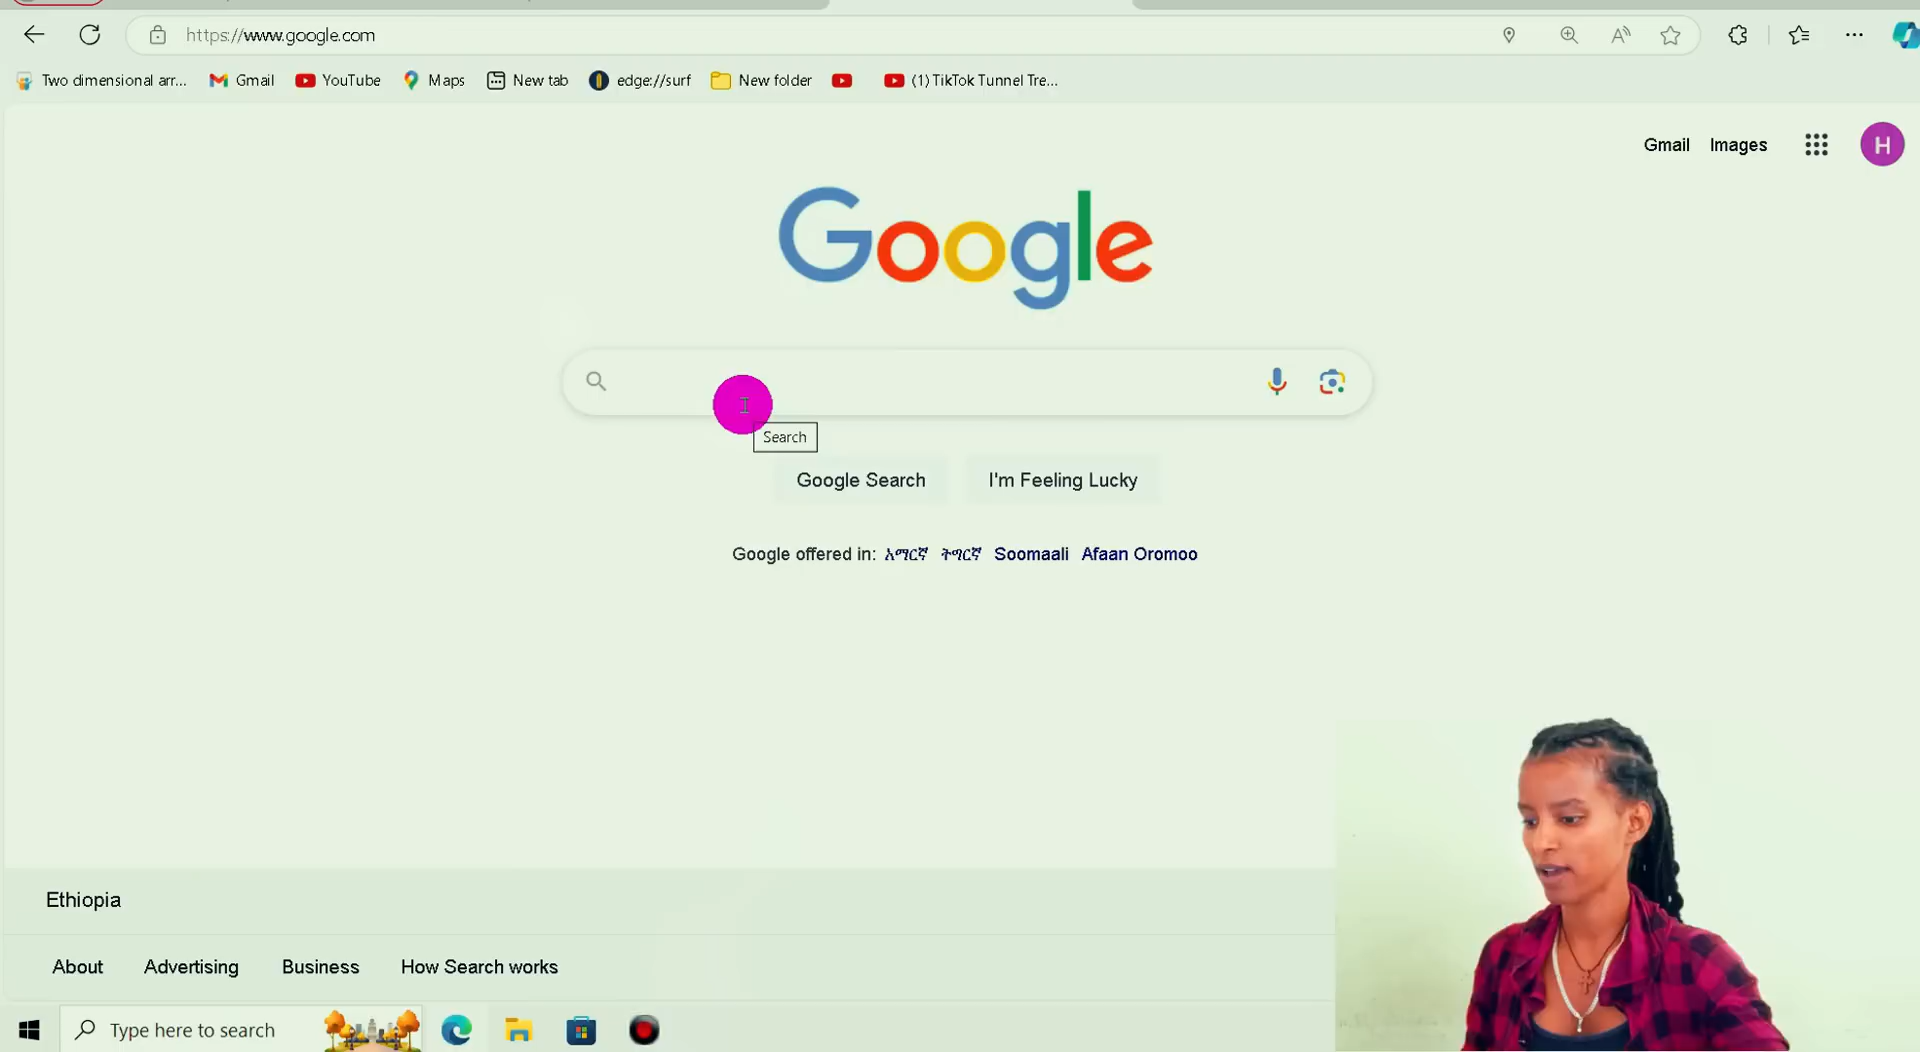 https://www.google.com
Two dimensional arr... Gmail YouTube Maps New tab edge://surf New folder (1) TikTok Tunnel Tre...
Gmail Images H
Google
Search
Google Search I'm Feeling Lucky
Google offered in: አማርኛ ትግርኛ Soomaali Afaan Oromoo
Ethiopia
About Advertising Business How Search works
Type here to search